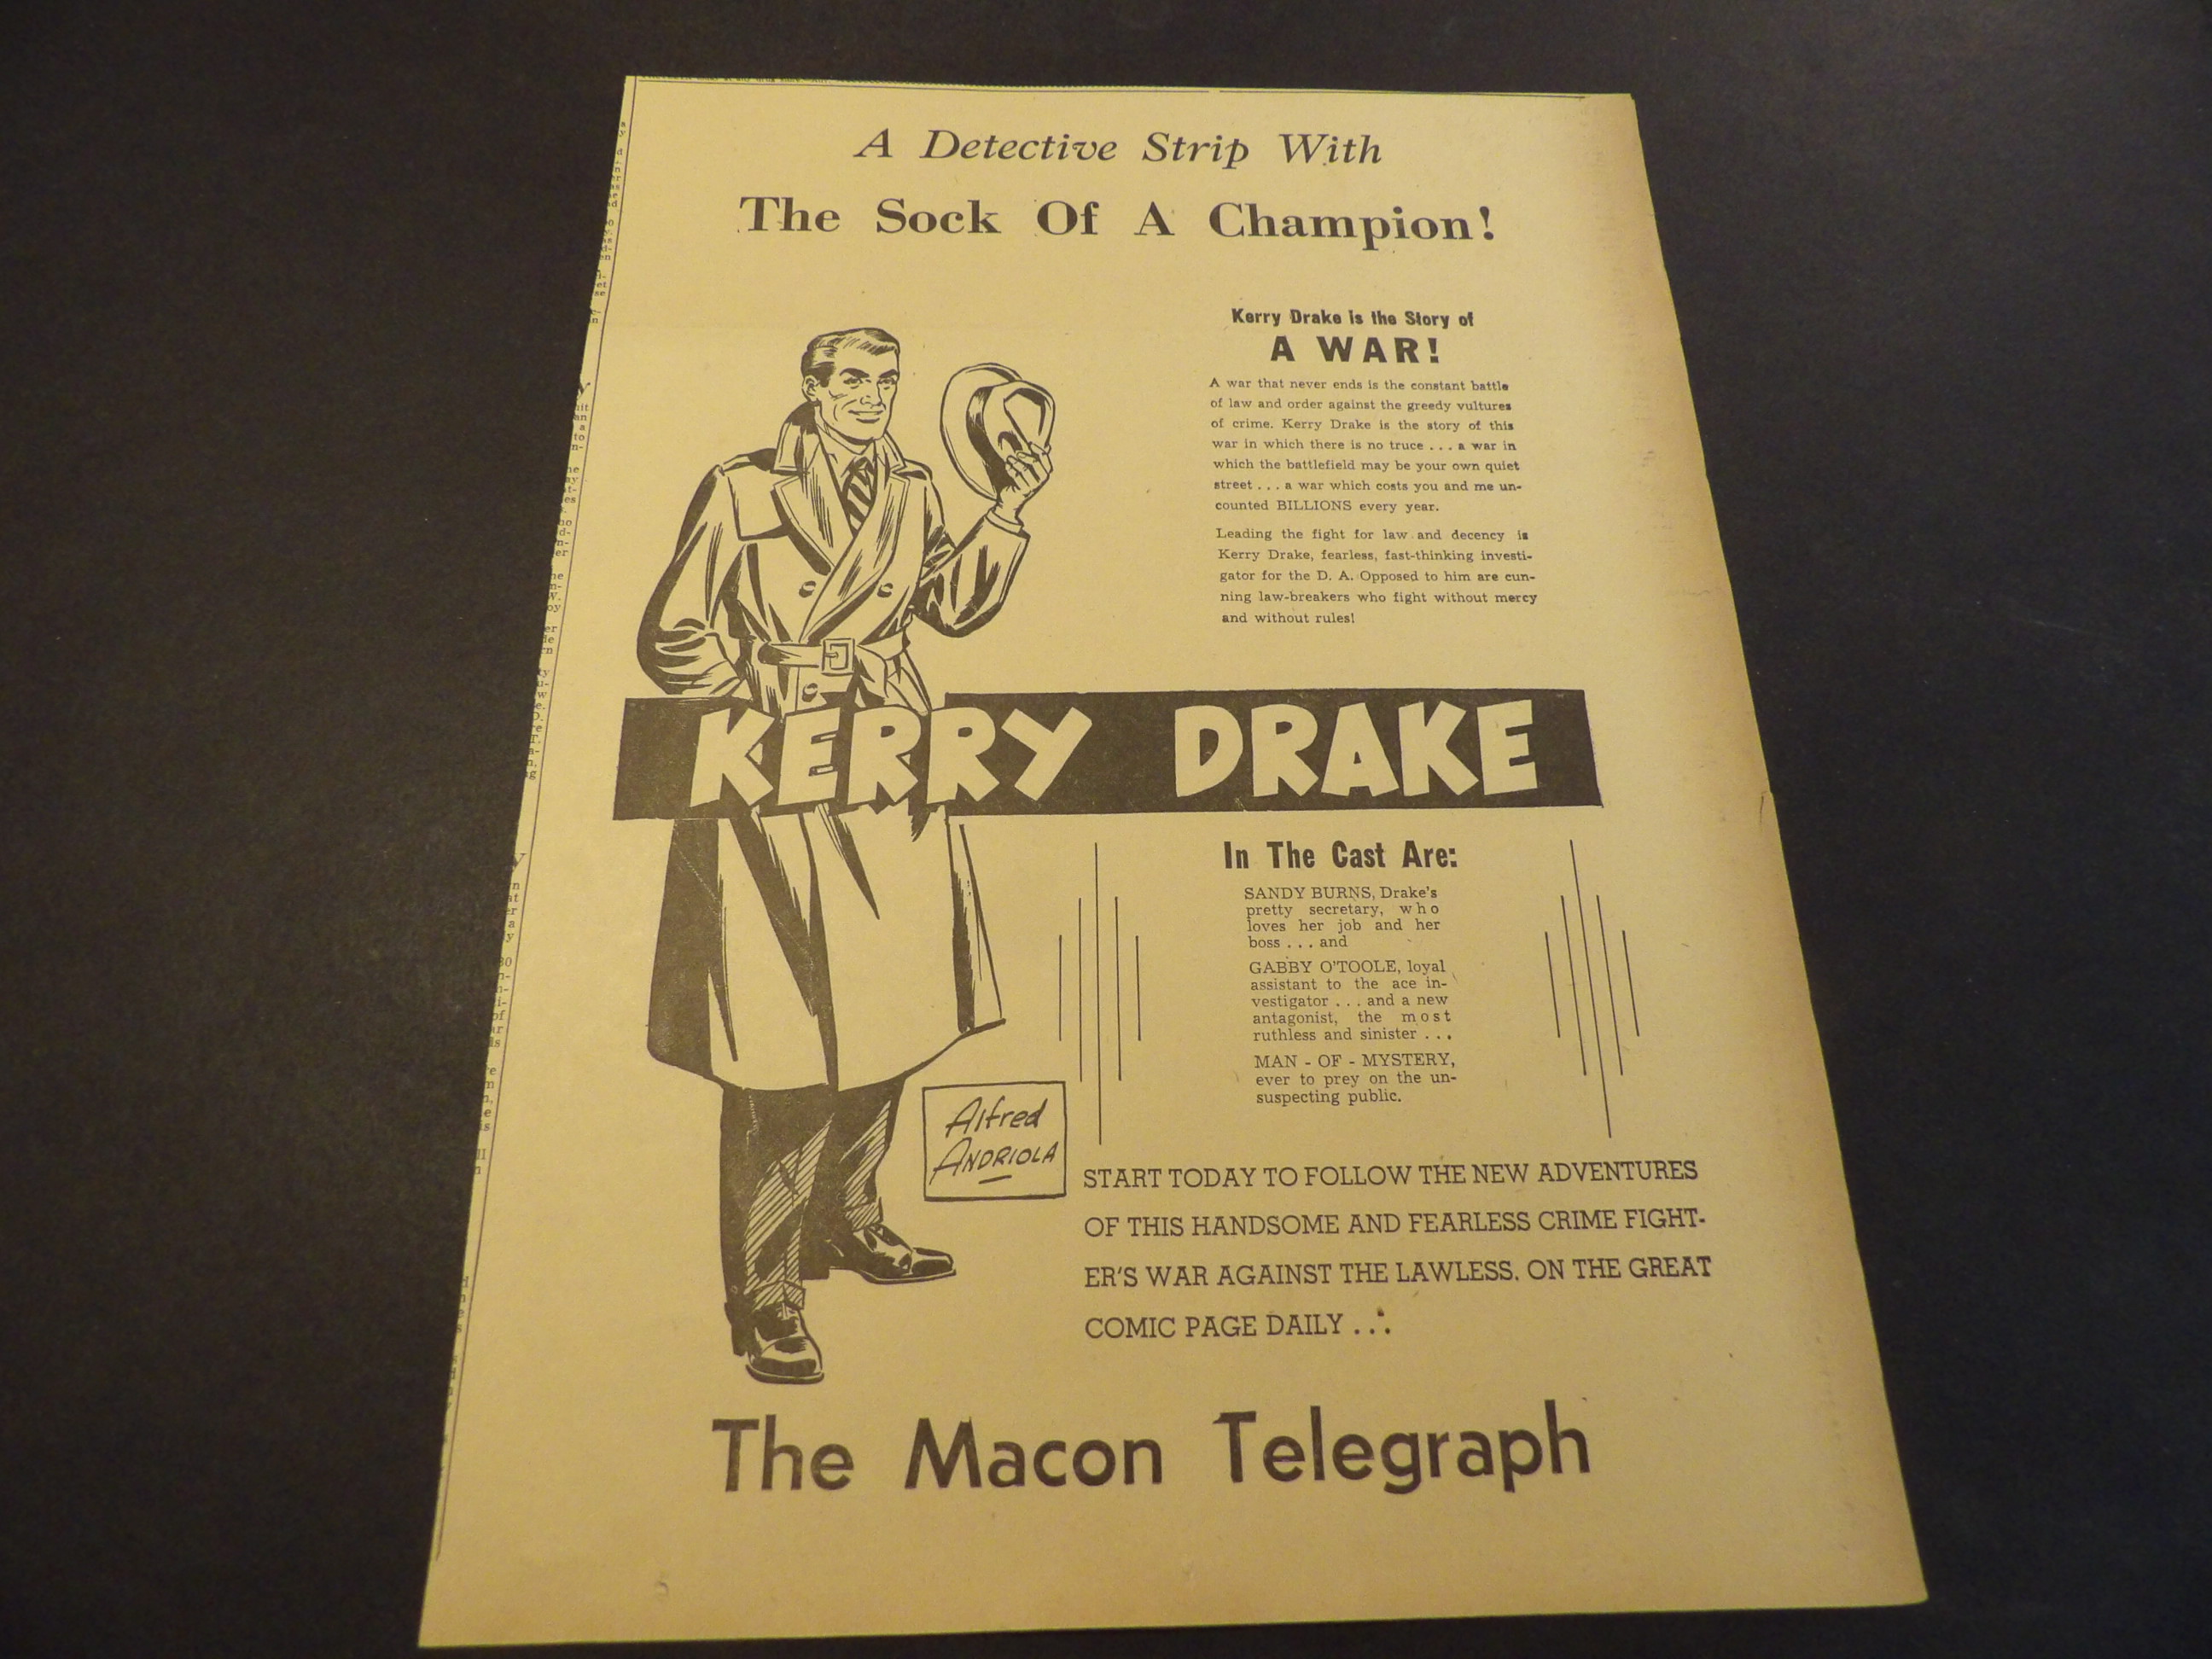 A Detective Strip With
The Sock Of A Champion!
Kerry Drake is the Story of
A WAR!
A war that never ends is the constant battle
of law and order against the greedy vultures
of crime. Kerry Drake is the story of this
war in which there is no truce . . . a war in
which the battlefield may be your own quiet
street . . . a war which costs you and me un-
counted BILLIONS every year.
Leading the fight for law and decency is
Kerry Drake, fearless, fast-thinking investi-
gator for the D. A. Opposed to him are cun-
ning law-breakers who fight without mercy
and without rules!
KERRY DRAKE
In The Cast Are:
SANDY BURNS, Drake's
pretty secretary, who
loves her job and her
boss . . . and
GABBY O'TOOLE, loyal
assistant to the ace in-
vestigator . . . and a new
antagonist, the most
ruthless and sinister . . .
MAN - OF - MYSTERY,
ever to prey on the un-
suspecting public.
Alfred
ANDRIOLA
START TODAY TO FOLLOW THE NEW ADVENTURES
OF THIS HANDSOME AND FEARLESS CRIME FIGHT-
ER'S WAR AGAINST THE LAWLESS. ON THE GREAT
COMIC PAGE DAILY . . .
The Macon Telegraph